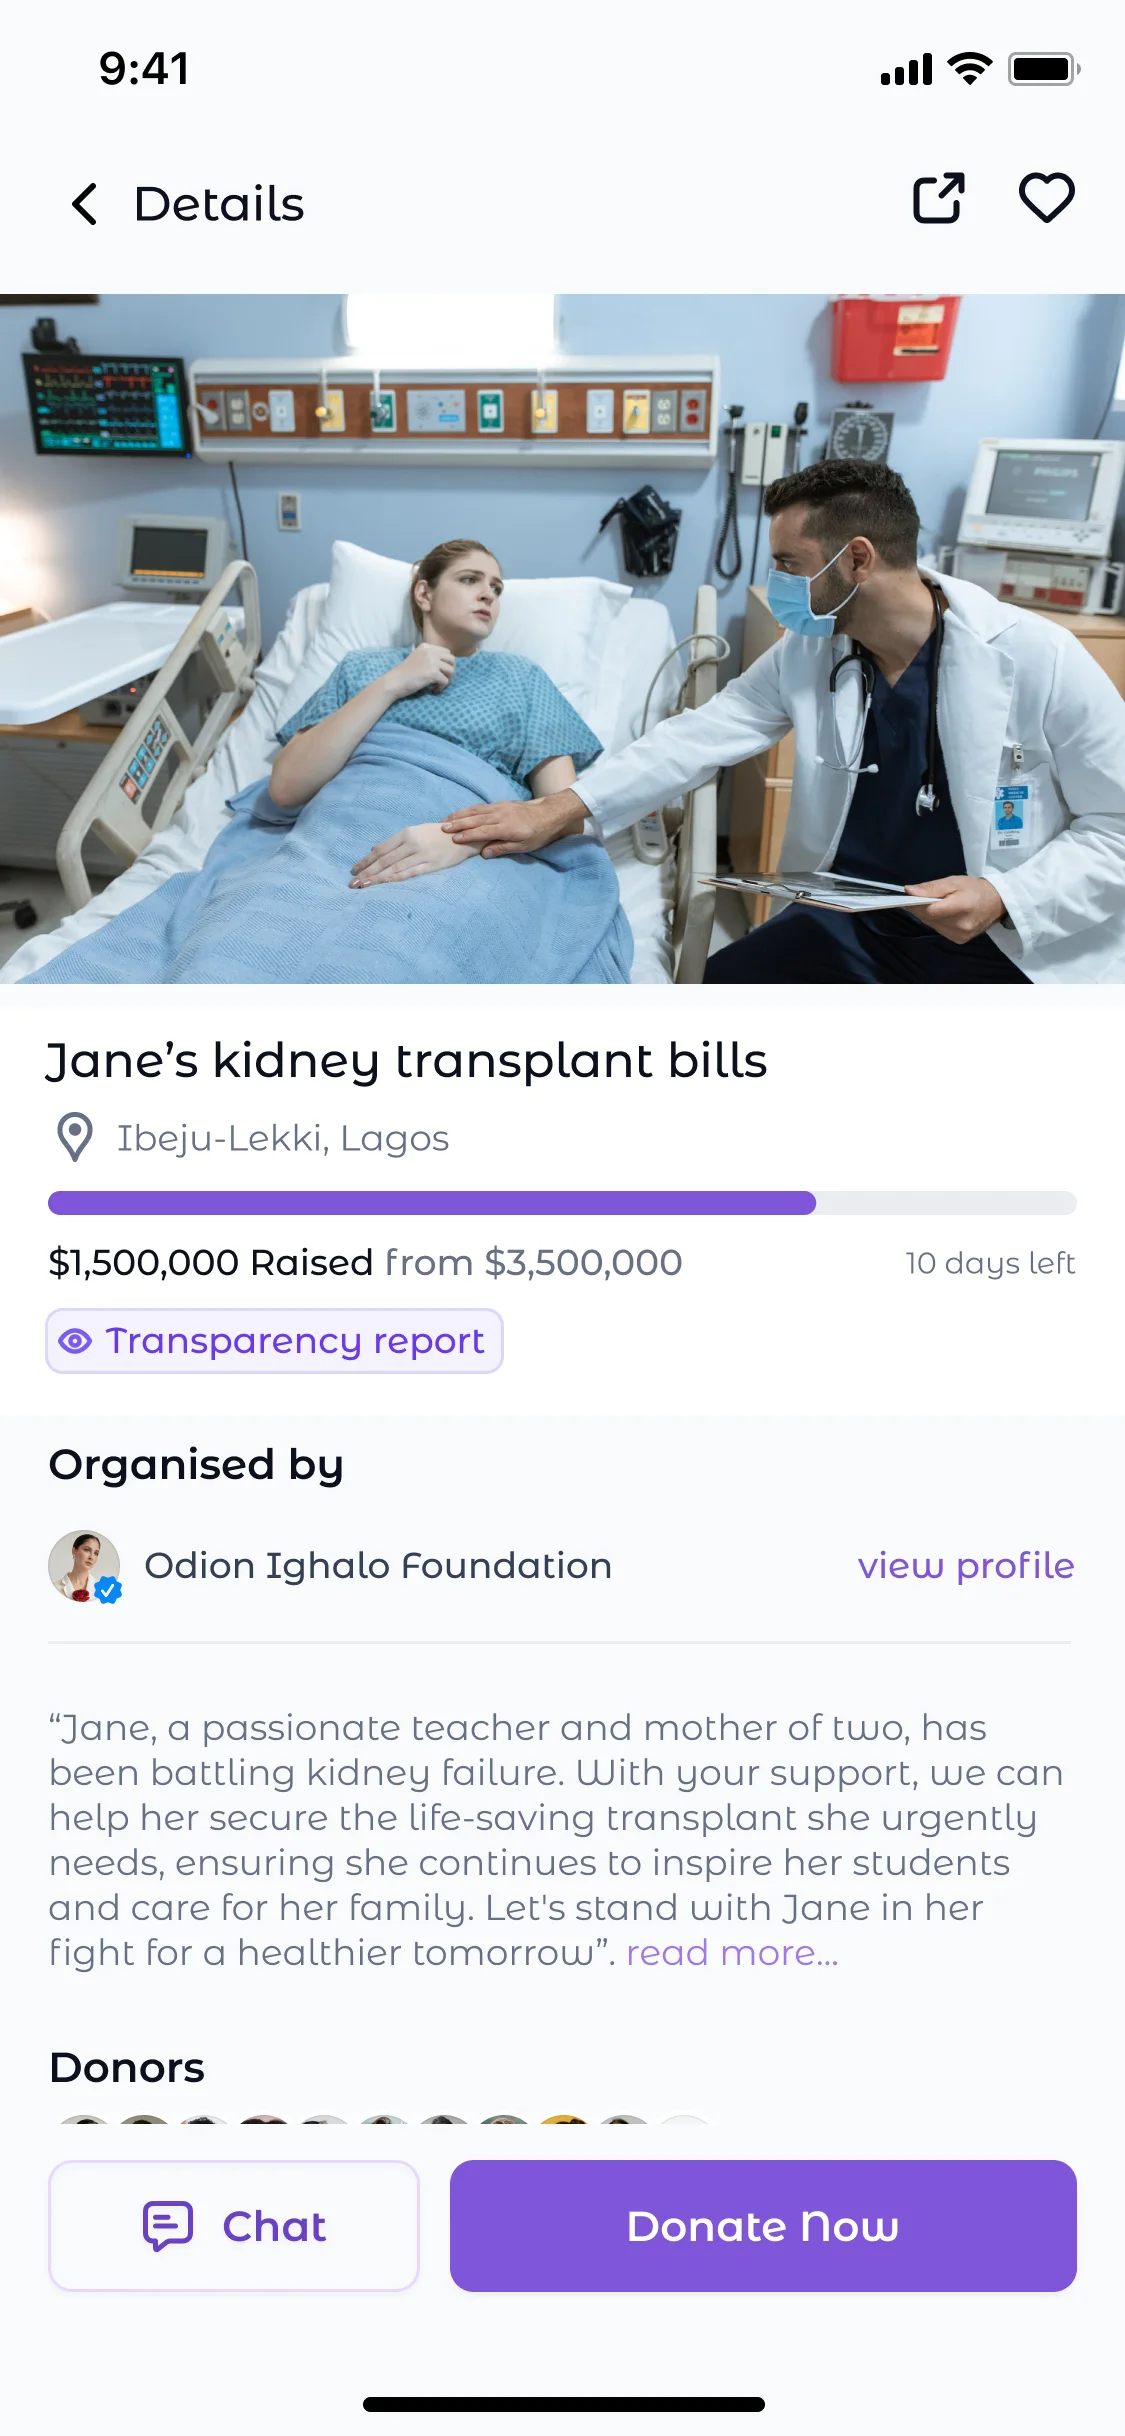 9:41
Details
PHILIPS
Jane’s kidney transplant bills
Ibeju-Lekki, Lagos
$1,500,000 Raised from $3,500,000
10 days left
Transparency report
Organised by
Odion Ighalo Foundation
view profile
“Jane, a passionate teacher and mother of two, has
been battling kidney failure. With your support, we can
help her secure the life-saving transplant she urgently
needs, ensuring she continues to inspire her students
and care for her family. Let's stand with Jane in her
fight for a healthier tomorrow”. read more...
Donors
Chat
Donate Now